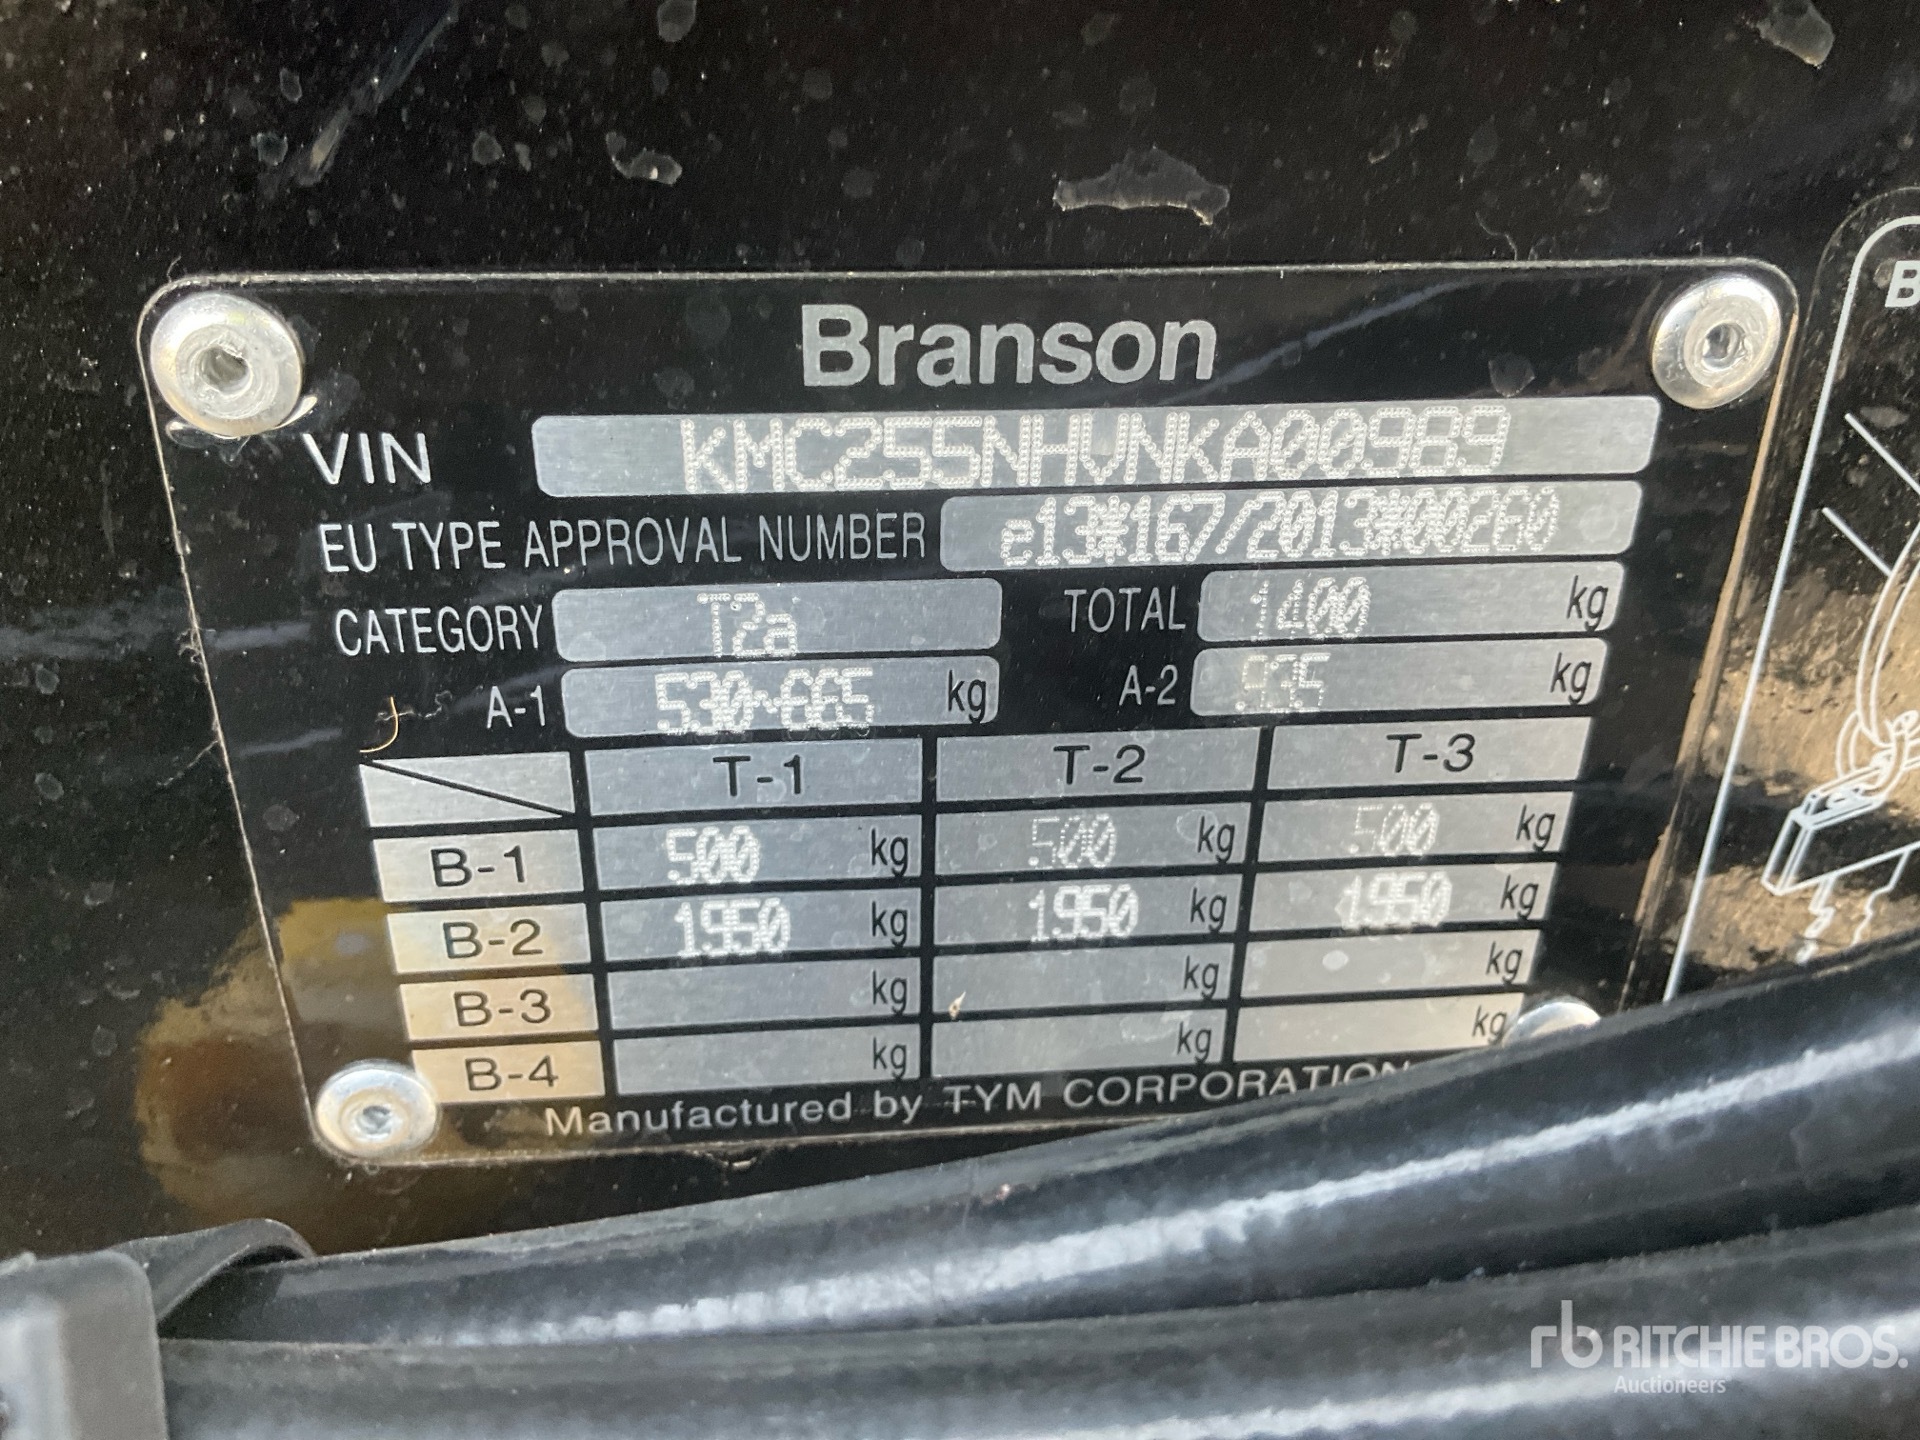 Branson
VIN KMC255NHVNKA00989
EU TYPE APPROVAL NUMBER e13*167/2013*00260
CATEGORY T2a TOTAL 1400 kg
A-1 530~665 kg A-2 935 kg
T-1 T-2 T-3
B-1 500 kg 500 kg 500 kg
B-2 1950 kg 1950 kg 1950 kg
B-3 kg kg kg
B-4 kg kg kg
Manufactured by TYM CORPORATION
B
rb RITCHIE BROS.
Auctioneers